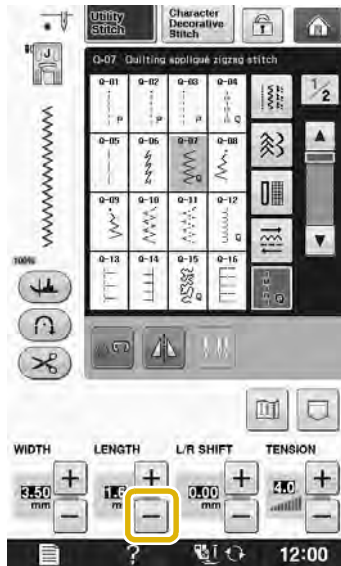 Utility Stitch
Character Decorative Stitch
J
Q-07 Quilting appliqué zigzag stitch
1/2
Q-01 Q-02 Q-03 Q-04
P P Q
Q-05 Q-06 Q-07 Q-08
Q
Q-09 Q-10 Q-11 Q-12
Q
Q-13 Q-14 Q-15 Q-16
Q
Q
100%
WIDTH LENGTH L/R SHIFT TENSION
3.50 mm + − + − 0.00 mm + − 4.0 + −
? 12:00